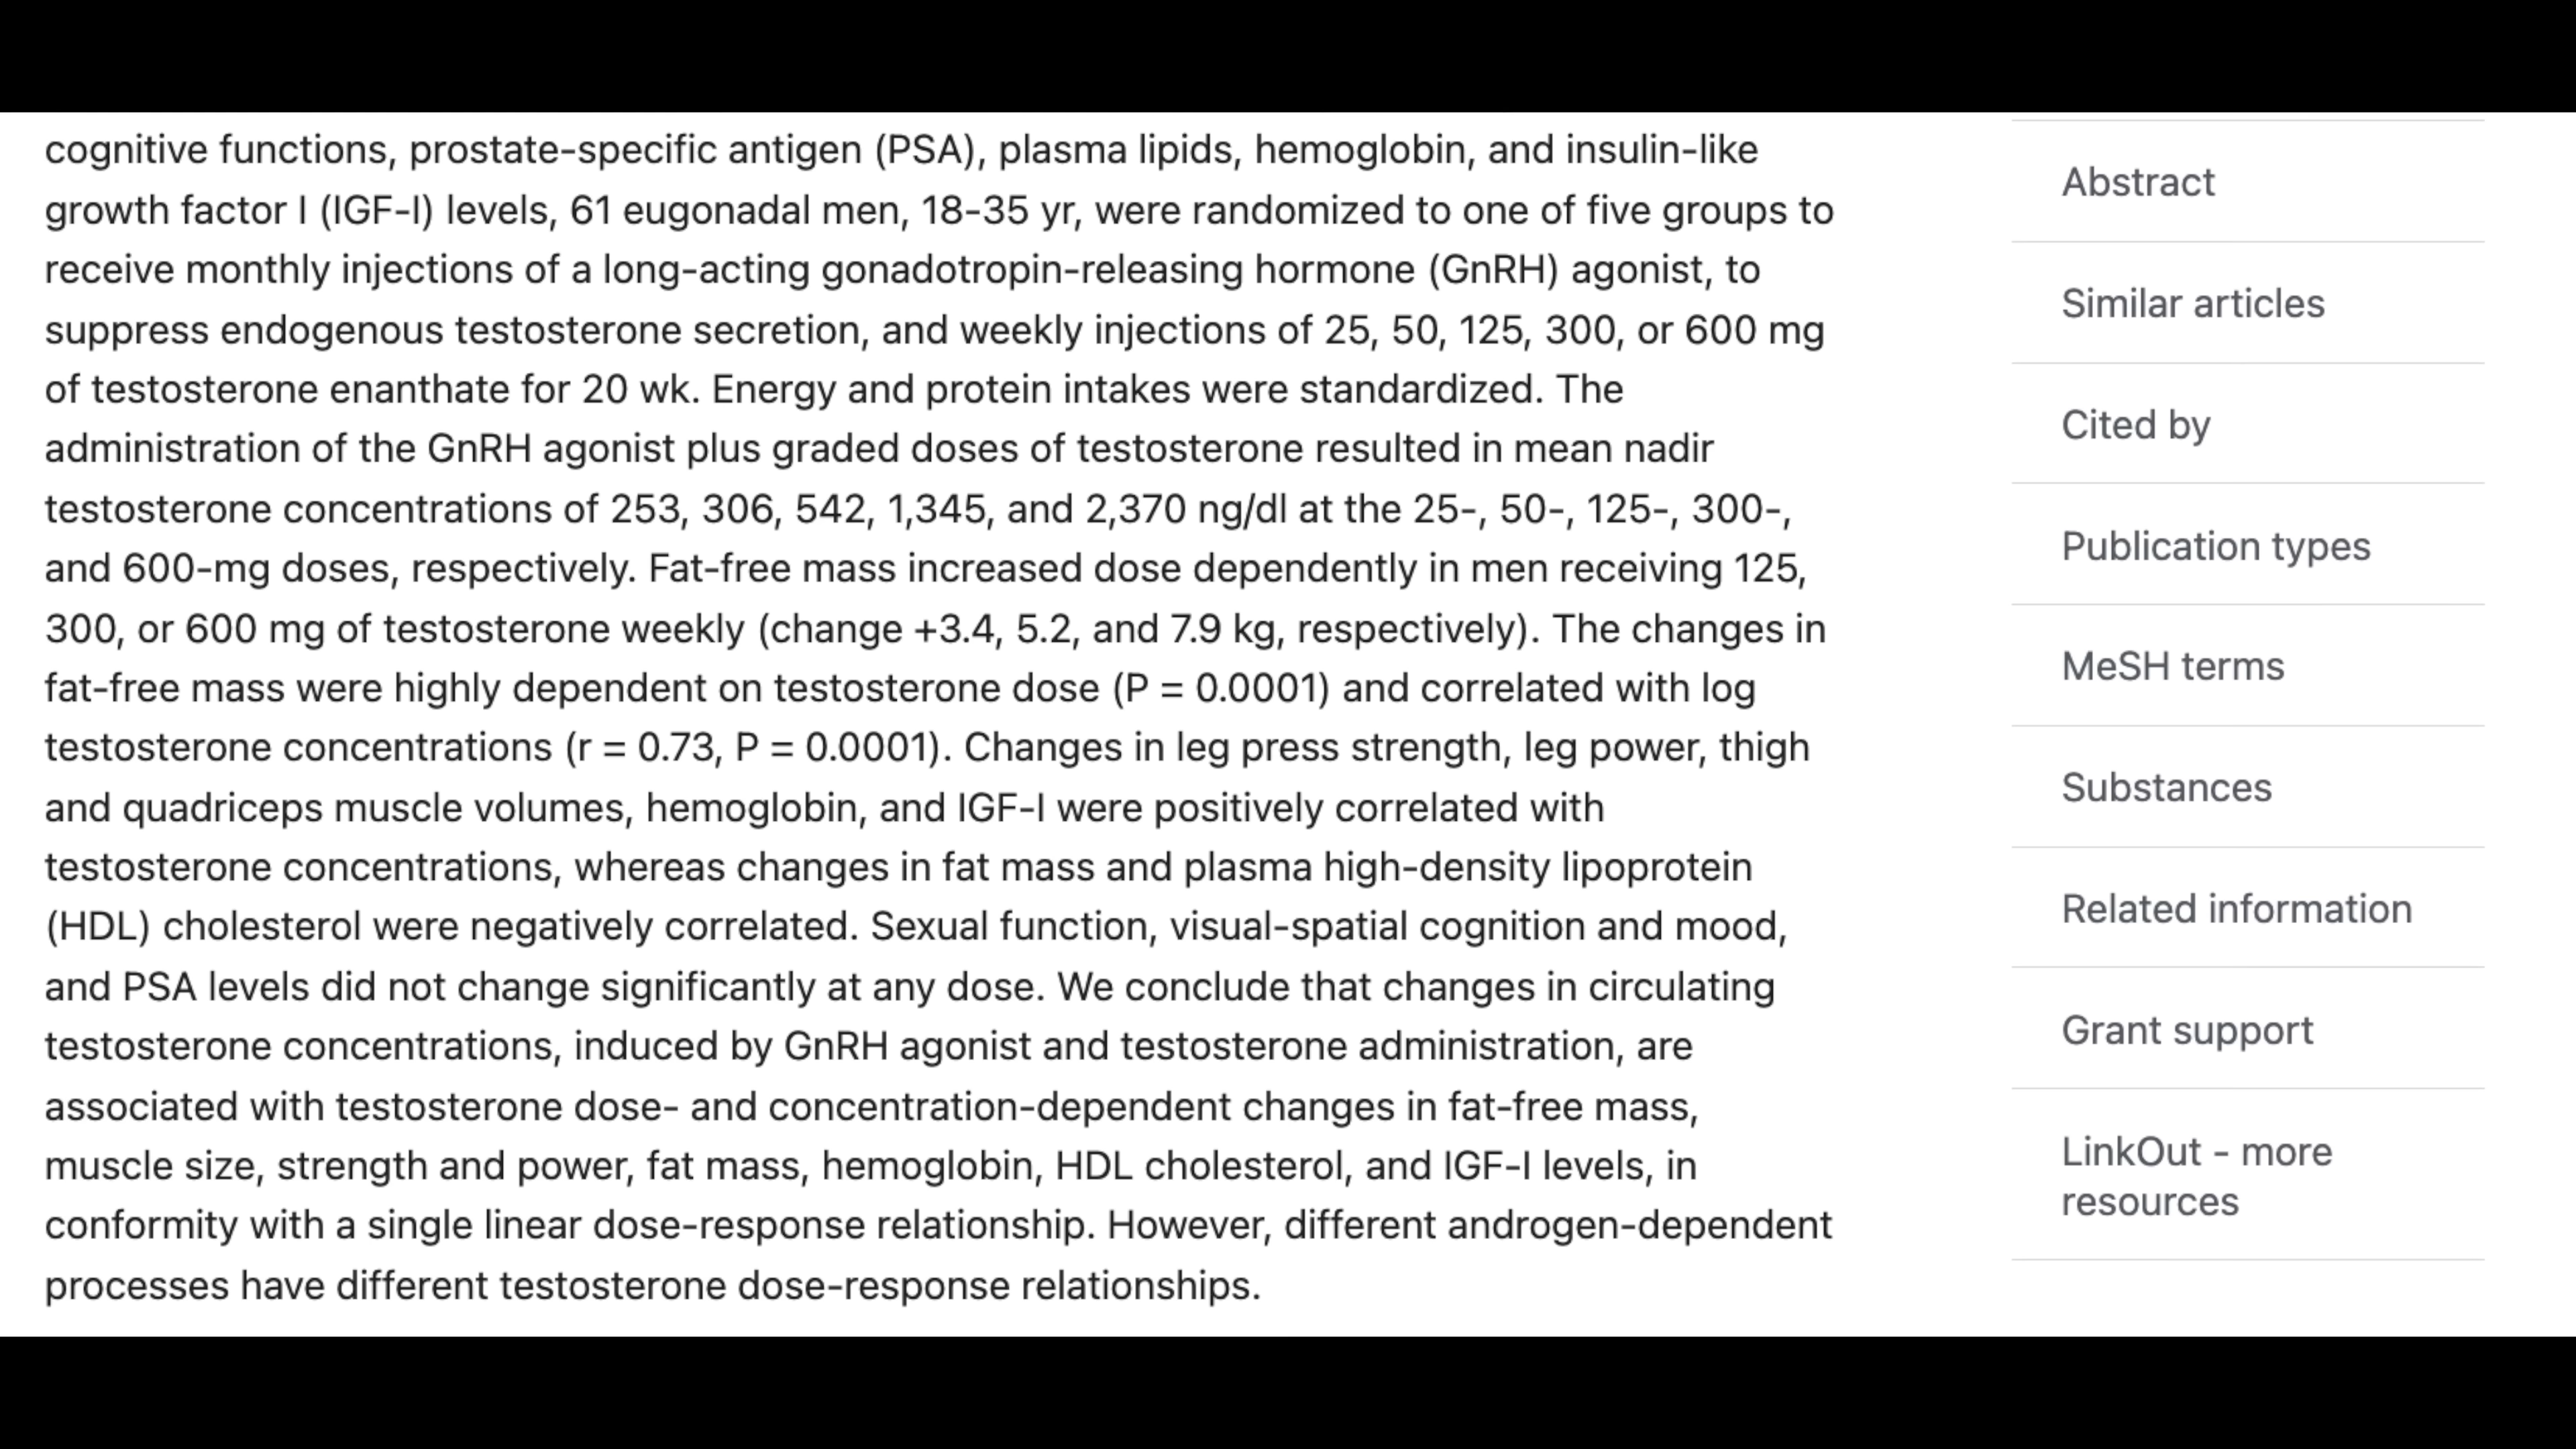 cognitive functions, prostate-specific antigen (PSA), plasma lipids, hemoglobin, and insulin-like
growth factor I (IGF-I) levels, 61 eugonadal men, 18-35 yr, were randomized to one of five groups to
receive monthly injections of a long-acting gonadotropin-releasing hormone (GnRH) agonist, to
suppress endogenous testosterone secretion, and weekly injections of 25, 50, 125, 300, or 600 mg
of testosterone enanthate for 20 wk. Energy and protein intakes were standardized. The
administration of the GnRH agonist plus graded doses of testosterone resulted in mean nadir
testosterone concentrations of 253, 306, 542, 1,345, and 2,370 ng/dl at the 25-, 50-, 125-, 300-,
and 600-mg doses, respectively. Fat-free mass increased dose dependently in men receiving 125,
300, or 600 mg of testosterone weekly (change +3.4, 5.2, and 7.9 kg, respectively). The changes in
fat-free mass were highly dependent on testosterone dose (P = 0.0001) and correlated with log
testosterone concentrations (r = 0.73, P = 0.0001). Changes in leg press strength, leg power, thigh
and quadriceps muscle volumes, hemoglobin, and IGF-I were positively correlated with
testosterone concentrations, whereas changes in fat mass and plasma high-density lipoprotein
(HDL) cholesterol were negatively correlated. Sexual function, visual-spatial cognition and mood,
and PSA levels did not change significantly at any dose. We conclude that changes in circulating
testosterone concentrations, induced by GnRH agonist and testosterone administration, are
associated with testosterone dose- and concentration-dependent changes in fat-free mass,
muscle size, strength and power, fat mass, hemoglobin, HDL cholesterol, and IGF-I levels, in
conformity with a single linear dose-response relationship. However, different androgen-dependent
processes have different testosterone dose-response relationships.
Abstract
Similar articles
Cited by
Publication types
MeSH terms
Substances
Related information
Grant support
LinkOut - more
resources